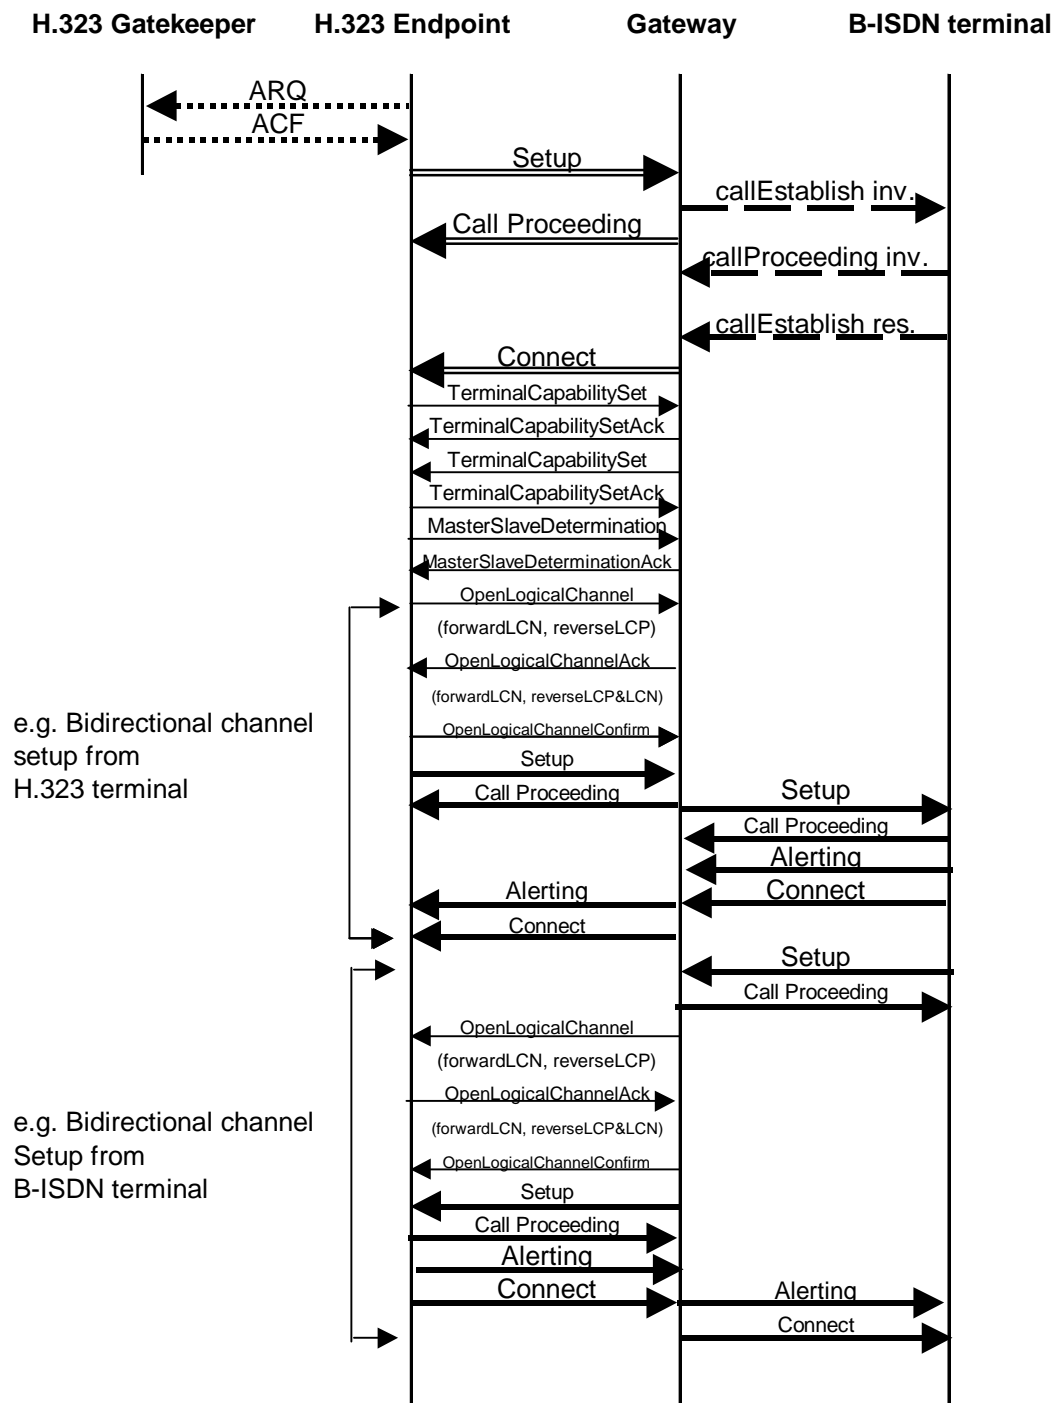 H.323 Gatekeeper H.323 Endpoint Gateway B-ISDN terminal
ARQ
ACF
Setup
callEstablish inv.
Call Proceeding
callProceeding inv.
callEstablish res.
Connect
TerminalCapabilitySet
TerminalCapabilitySetAck
TerminalCapabilitySet
TerminalCapabilitySetAck
MasterSlaveDetermination
MasterSlaveDeterminationAck
OpenLogicalChannel
(forwardLCN, reverseLCP)
OpenLogicalChannelAck
(forwardLCN, reverseLCP&LCN)
e.g. Bidirectional channel
setup from
H.323 terminal
OpenLogicalChannelConfirm
Setup
Call Proceeding
Setup
Call Proceeding
Alerting
Connect
Alerting
Connect
Setup
Call Proceeding
OpenLogicalChannel
(forwardLCN, reverseLCP)
OpenLogicalChannelAck
(forwardLCN, reverseLCP&LCN)
e.g. Bidirectional channel
Setup from
B-ISDN terminal
OpenLogicalChannelConfirm
Setup
Call Proceeding
Alerting
Connect
Alerting
Connect